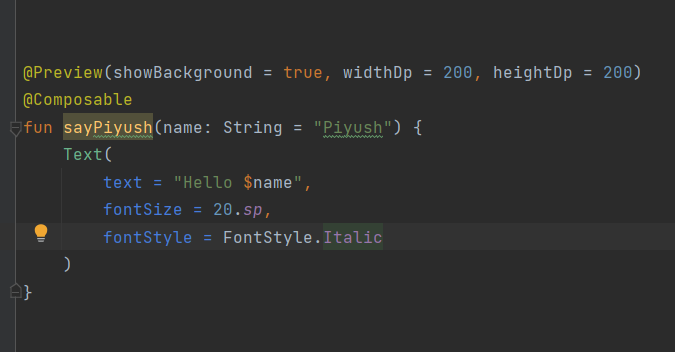 @Preview(showBackground = true, widthDp = 200, heightDp = 200)
@Composable
fun sayPiyush(name: String = "Piyush") {
    Text(
        text = "Hello $name",
        fontSize = 20.sp,
        fontStyle = FontStyle.Italic
    )
}